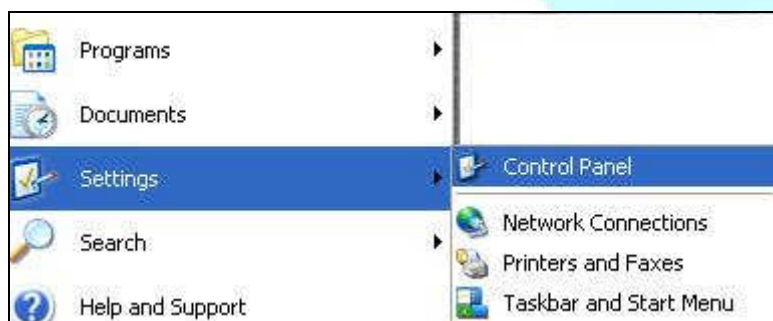 Programs
Documents
Settings
Search
Help and Support
Control Panel
Network Connections
Printers and Faxes
Taskbar and Start Menu